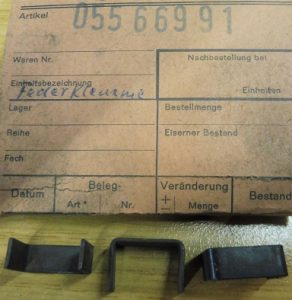 Artikel 055 669 91
Waren Nr.
Nachbestellung bei
Einheitsbezeichnung
Federklemme
Einheiten
Lager
Bestellmenge
Reihe
Eiserner Bestand
Fach
Datum
Beleg-
Art * Nr.
Veränderung
± Menge
Bestand